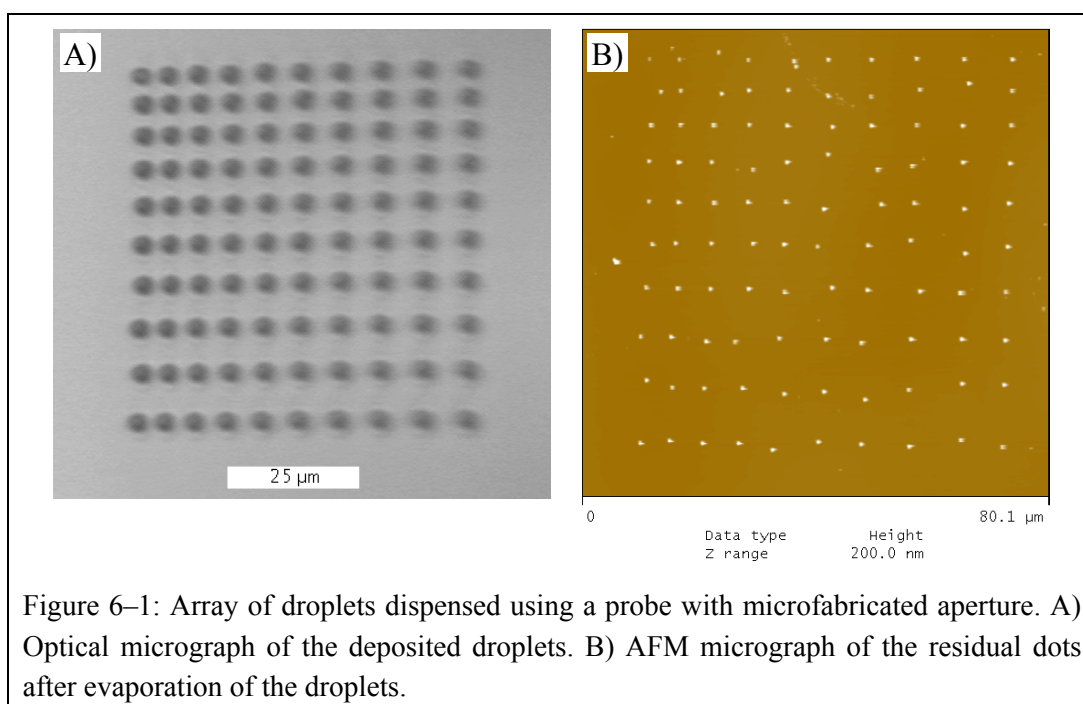 A)
B)
25 µm
0 80.1 µm
Data type Height
Z range 200.0 nm
Figure 6–1: Array of droplets dispensed using a probe with microfabricated aperture. A)
Optical micrograph of the deposited droplets. B) AFM micrograph of the residual dots
after evaporation of the droplets.